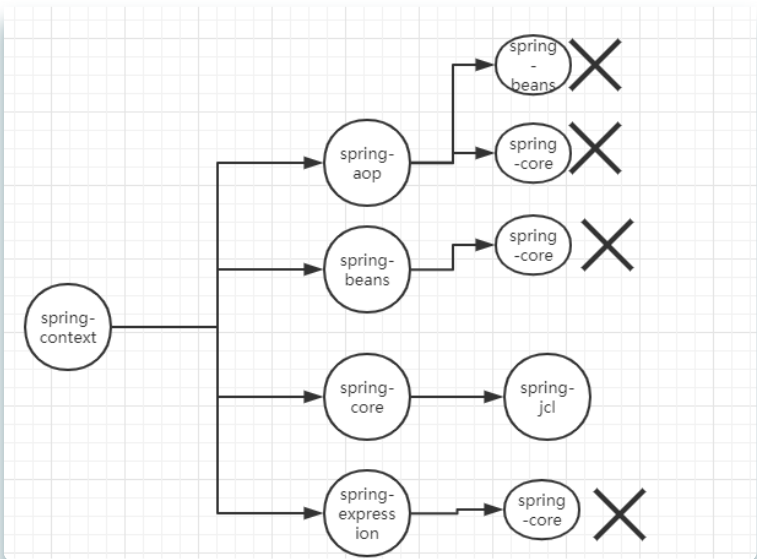 spring
-
beans
spring-
aop
spring
-core
spring-
beans
spring
-core
spring-
context
spring-
core
spring-
jcl
spring-
express
ion
spring
-core